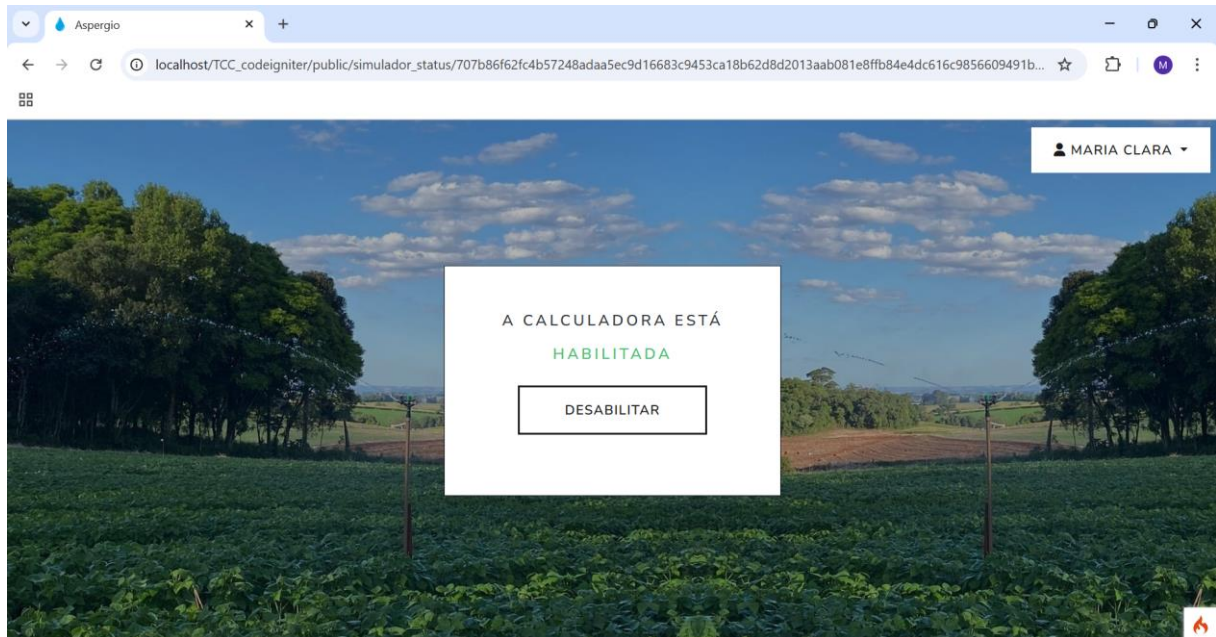 Aspergio
localhost/TCC_codeigniter/public/simulador_status/707b86f62fc4b57248adaa5ec9d16683c9453ca18b62d8d2013aab081e8ffb84e4dc616c9856609491b...
M
MARIA CLARA
A CALCULADORA ESTÁ
HABILITADA
DESABILITAR